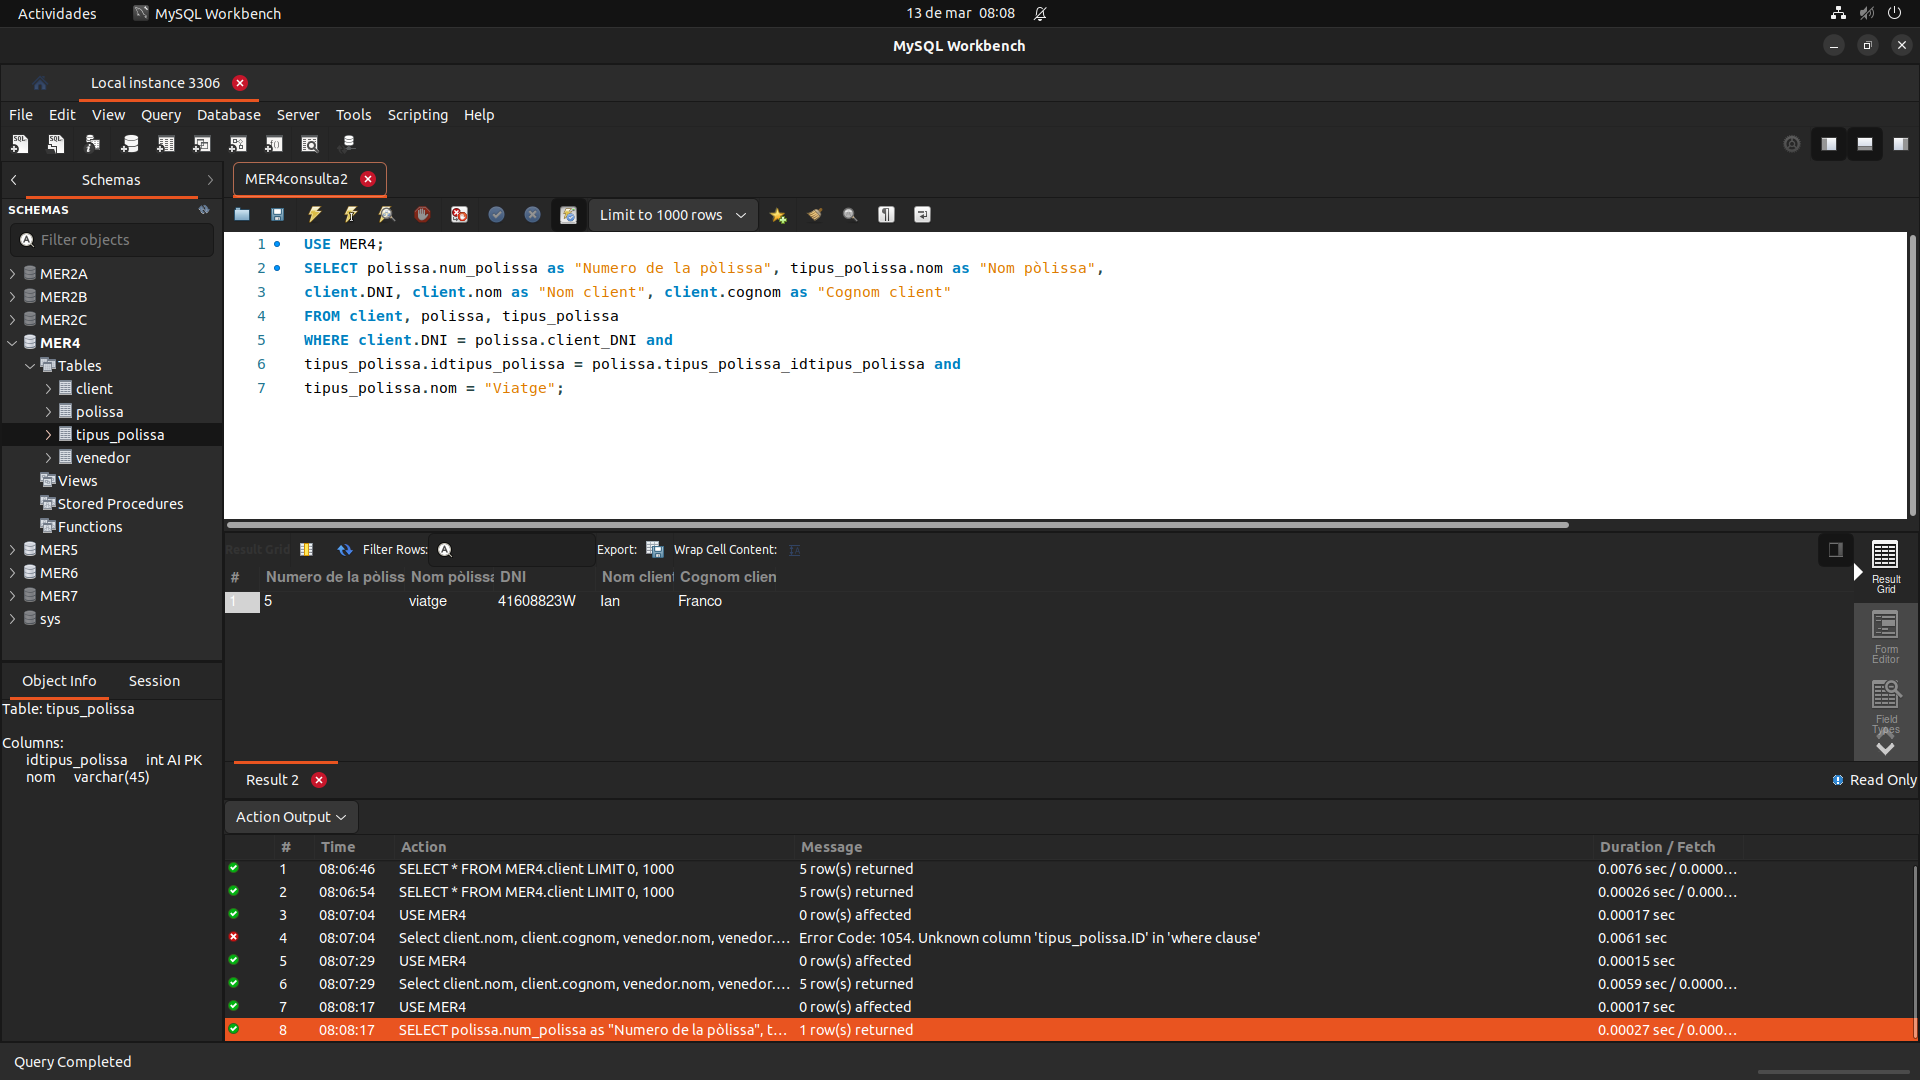 Actividades
MySQL Workbench
13 de mar 08:08
MySQL Workbench
Local instance 3306
File Edit View Query Database Server Tools Scripting Help
Schemas
MER4consulta2
SCHEMAS
Limit to 1000 rows
Filter objects
MER2A
MER2B
MER2C
MER4
Tables
client
polissa
tipus_polissa
venedor
Views
Stored Procedures
Functions
MER5
MER6
MER7
sys
1 USE MER4;
2 SELECT polissa.num_polissa as "Numero de la pòlissa", tipus_polissa.nom as "Nom pòlissa",
3 client.DNI, client.nom as "Nom client", client.cognom as "Cognom client"
4 FROM client, polissa, tipus_polissa
5 WHERE client.DNI = polissa.client_DNI and
6 tipus_polissa.idtipus_polissa = polissa.tipus_polissa_idtipus_polissa and
7 tipus_polissa.nom = "Viatge";
Result Grid Filter Rows: Export: Wrap Cell Content:
# Numero de la pòliss Nom pòlissa DNI Nom client Cognom clien
1 5 viatge 41608823W Ian Franco
Result Grid
Form Editor
Field Types
Object Info Session
Table: tipus_polissa
Columns:
idtipus_polissa int AI PK
nom varchar(45)
Result 2
Read Only
Action Output
# Time Action Message Duration / Fetch
1 08:06:46 SELECT * FROM MER4.client LIMIT 0, 1000 5 row(s) returned 0.0076 sec / 0.0000...
2 08:06:54 SELECT * FROM MER4.client LIMIT 0, 1000 5 row(s) returned 0.00026 sec / 0.000...
3 08:07:04 USE MER4 0 row(s) affected 0.00017 sec
4 08:07:04 Select client.nom, client.cognom, venedor.nom, venedor.... Error Code: 1054. Unknown column 'tipus_polissa.ID' in 'where clause' 0.0061 sec
5 08:07:29 USE MER4 0 row(s) affected 0.00015 sec
6 08:07:29 Select client.nom, client.cognom, venedor.nom, venedor.... 5 row(s) returned 0.0059 sec / 0.0000...
7 08:08:17 USE MER4 0 row(s) affected 0.00017 sec
8 08:08:17 SELECT polissa.num_polissa as "Numero de la pòlissa", t... 1 row(s) returned 0.00027 sec / 0.000...
Query Completed